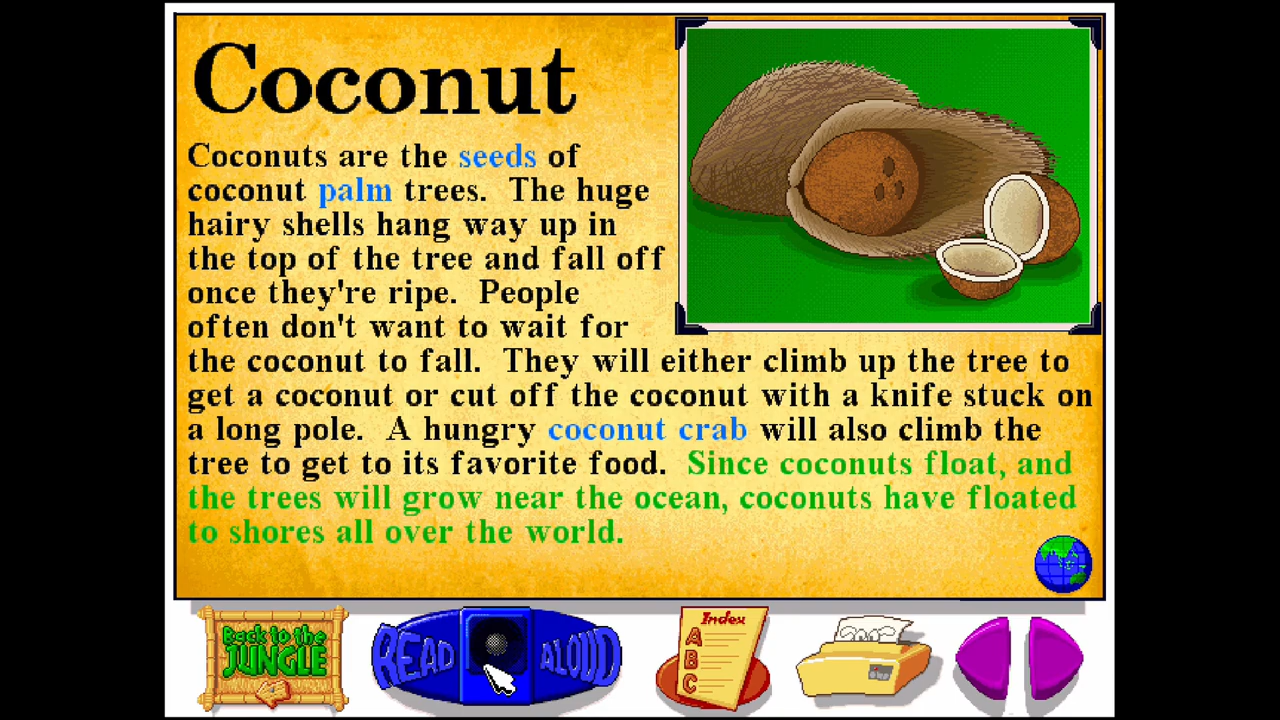 Coconut
Coconuts are the seeds of
coconut palm trees.  The huge
hairy shells hang way up in
the top of the tree and fall off
once they're ripe.  People
often don't want to wait for
the coconut to fall.  They will either climb up the tree to
get a coconut or cut off the coconut with a knife stuck on
a long pole.  A hungry coconut crab will also climb the
tree to get to its favorite food.  Since coconuts float, and
the trees will grow near the ocean, coconuts have floated
to shores all over the world.
Back to the
JUNGLE
READ ALOUD
Index
A
B
C